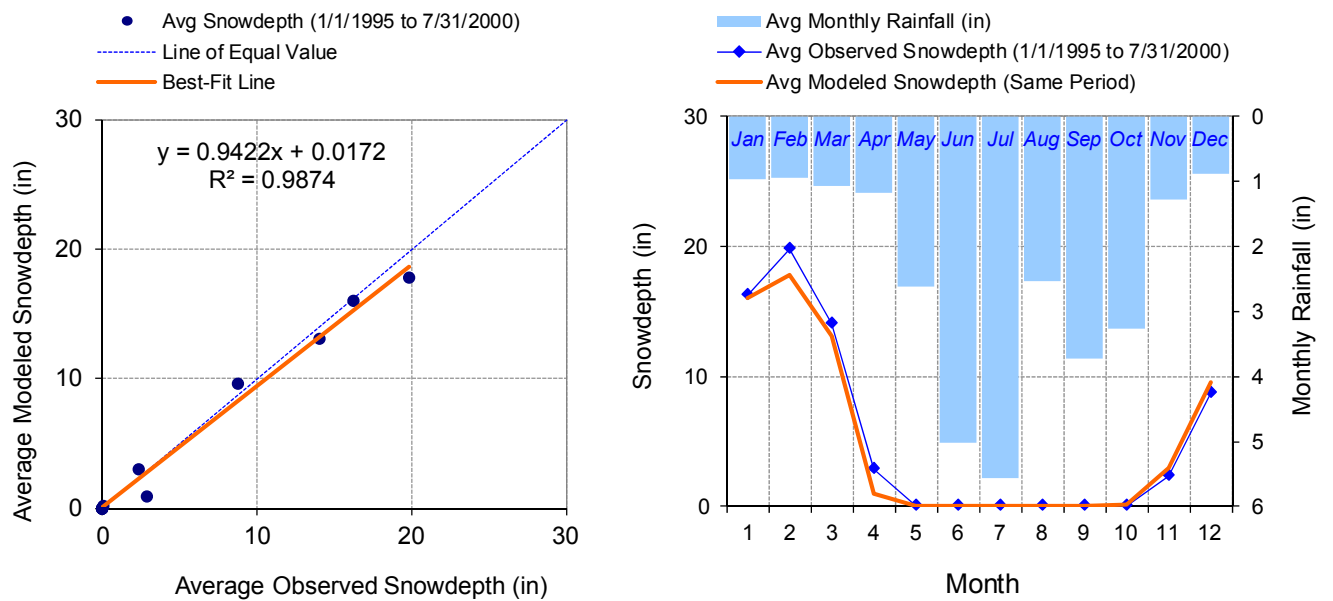 Avg Snowdepth (1/1/1995 to 7/31/2000)
Line of Equal Value
Best-Fit Line
30
20
10
0
y = 0.9422x + 0.0172
R² = 0.9874
Average Modeled Snowdepth (in)
0 10 20 30
Average Observed Snowdepth (in)
Avg Monthly Rainfall (in)
Avg Observed Snowdepth (1/1/1995 to 7/31/2000)
Avg Modeled Snowdepth (Same Period)
30
20
10
0
Snowdepth (in)
Jan Feb Mar Apr May Jun Jul Aug Sep Oct Nov Dec
0
1
2
3
4
5
6
Monthly Rainfall (in)
1 2 3 4 5 6 7 8 9 10 11 12
Month